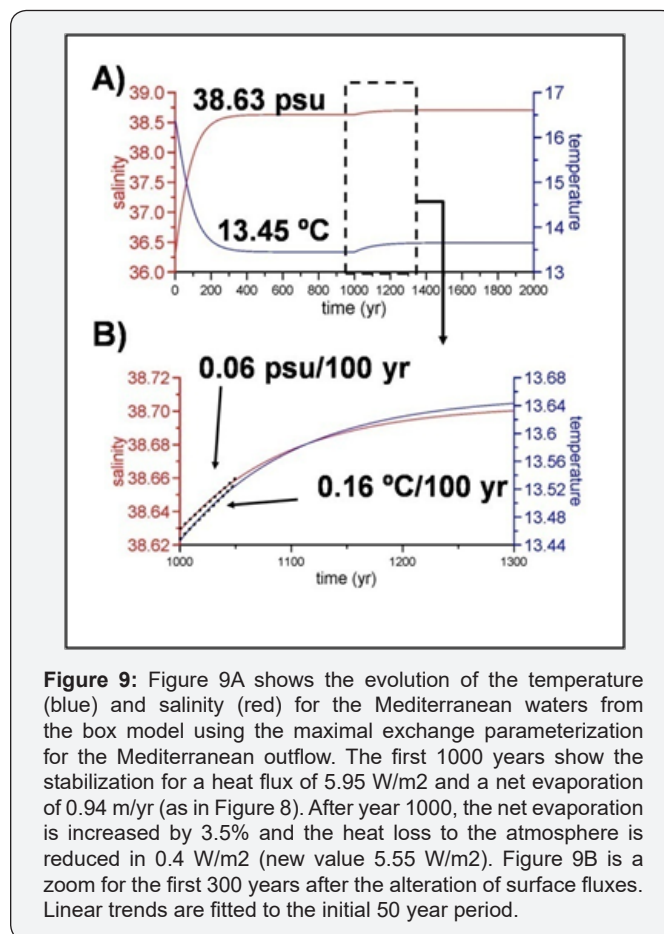 A)
38.63 psu
13.45 ºC
39.0
38.5
38.0
37.5
37.0
36.5
36.0
salinity
17
16
15
14
13
temperature
0 200 400 600 800 1000 1200 1400 1600 1800 2000
time (yr)
B)
0.06 psu/100 yr
0.16 ºC/100 yr
38.72
38.70
38.68
38.66
38.64
38.62
salinity
13.68
13.64
13.6
13.56
13.52
13.48
13.44
temperature
1000 1100 1200 1300
time (yr)
Figure 9: Figure 9A shows the evolution of the temperature
(blue) and salinity (red) for the Mediterranean waters from
the box model using the maximal exchange parameterization
for the Mediterranean outflow. The first 1000 years show the
stabilization for a heat flux of 5.95 W/m2 and a net evaporation
of 0.94 m/yr (as in Figure 8). After year 1000, the net evaporation
is increased by 3.5% and the heat loss to the atmosphere is
reduced in 0.4 W/m2 (new value 5.55 W/m2). Figure 9B is a
zoom for the first 300 years after the alteration of surface fluxes.
Linear trends are fitted to the initial 50 year period.